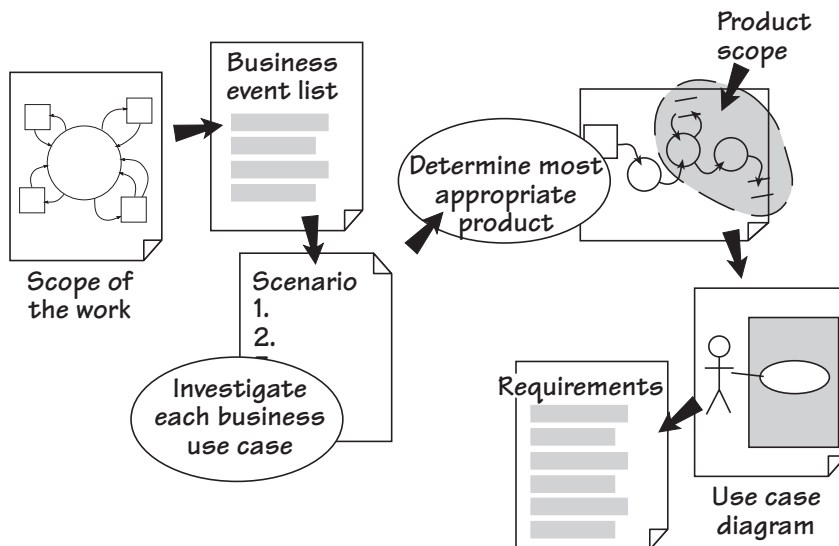 Product
scope
Business
event list
Determine most
appropriate
product
Scope of
the work
Scenario
1.
2.
Investigate
each business
use case
Requirements
Use case
diagram